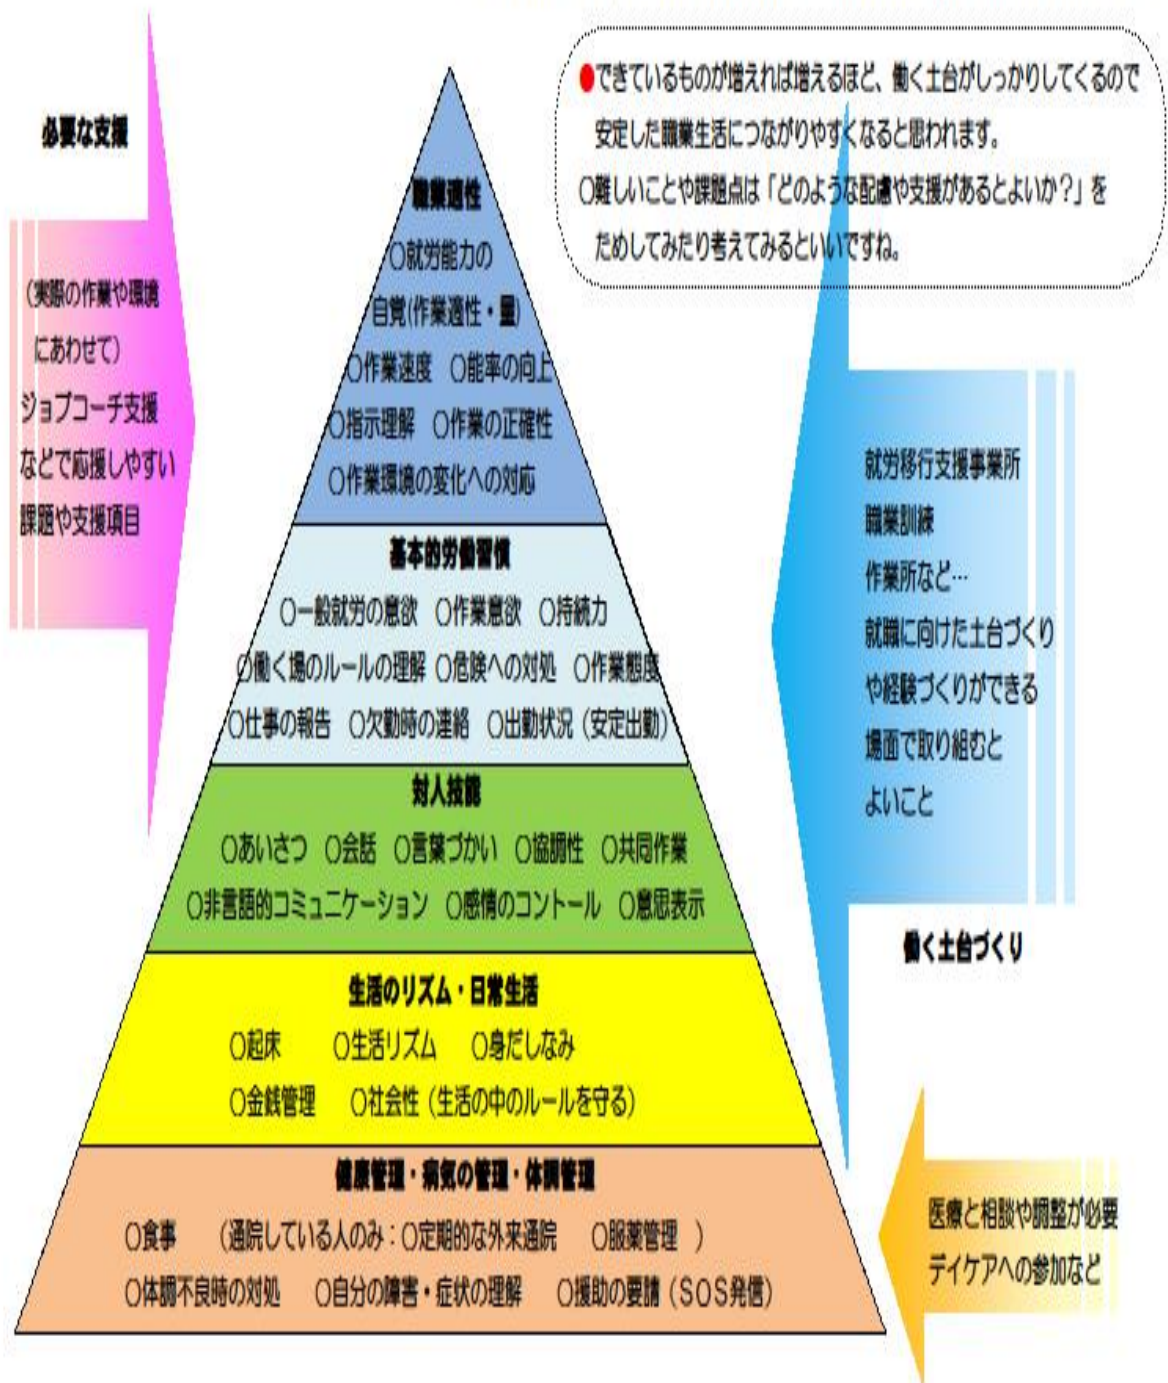 必要な支援
(実際の作業や環境
にあわせて)
ジョブコーチ支援
などで応援しやすい
課題や支援項目
●できているものが増えれば増えるほど、働く土台がしっかりしてくるので
安定した職業生活につながりやすくなると思われます。
○難しいことや課題点は「どのような配慮や支援があるとよいか?」を
ためしてみたり考えてみるといいですね。
職業適性
○就労能力の
自覚(作業適性・量)
○作業速度 ○能率の向上
○指示理解 ○作業の正確性
○作業環境の変化への対応
基本的労働習慣
○一般就労の意欲 ○作業意欲 ○持続力
○働く場のルールの理解 ○危険への対処 ○作業態度
○仕事の報告 ○欠勤時の連絡 ○出勤状況(安定出勤)
対人技能
○あいさつ ○会話 ○言葉づかい ○協調性 ○共同作業
○非言語的コミュニケーション ○感情のコントール ○意思表示
生活のリズム・日常生活
○起床 ○生活リズム ○身だしなみ
○金銭管理 ○社会性(生活の中のルールを守る)
健康管理・病気の管理・体調管理
○食事 (通院している人のみ:○定期的な外来通院 ○服薬管理 )
○体調不良時の対処 ○自分の障害・症状の理解 ○援助の要請(SOS発信)
就労移行支援事業所
職業訓練
作業所など…
就職に向けた土台づくり
や経験づくりができる
場面で取り組むと
よいこと
働く土台づくり
医療と相談や調整が必要
デイケアへの参加など